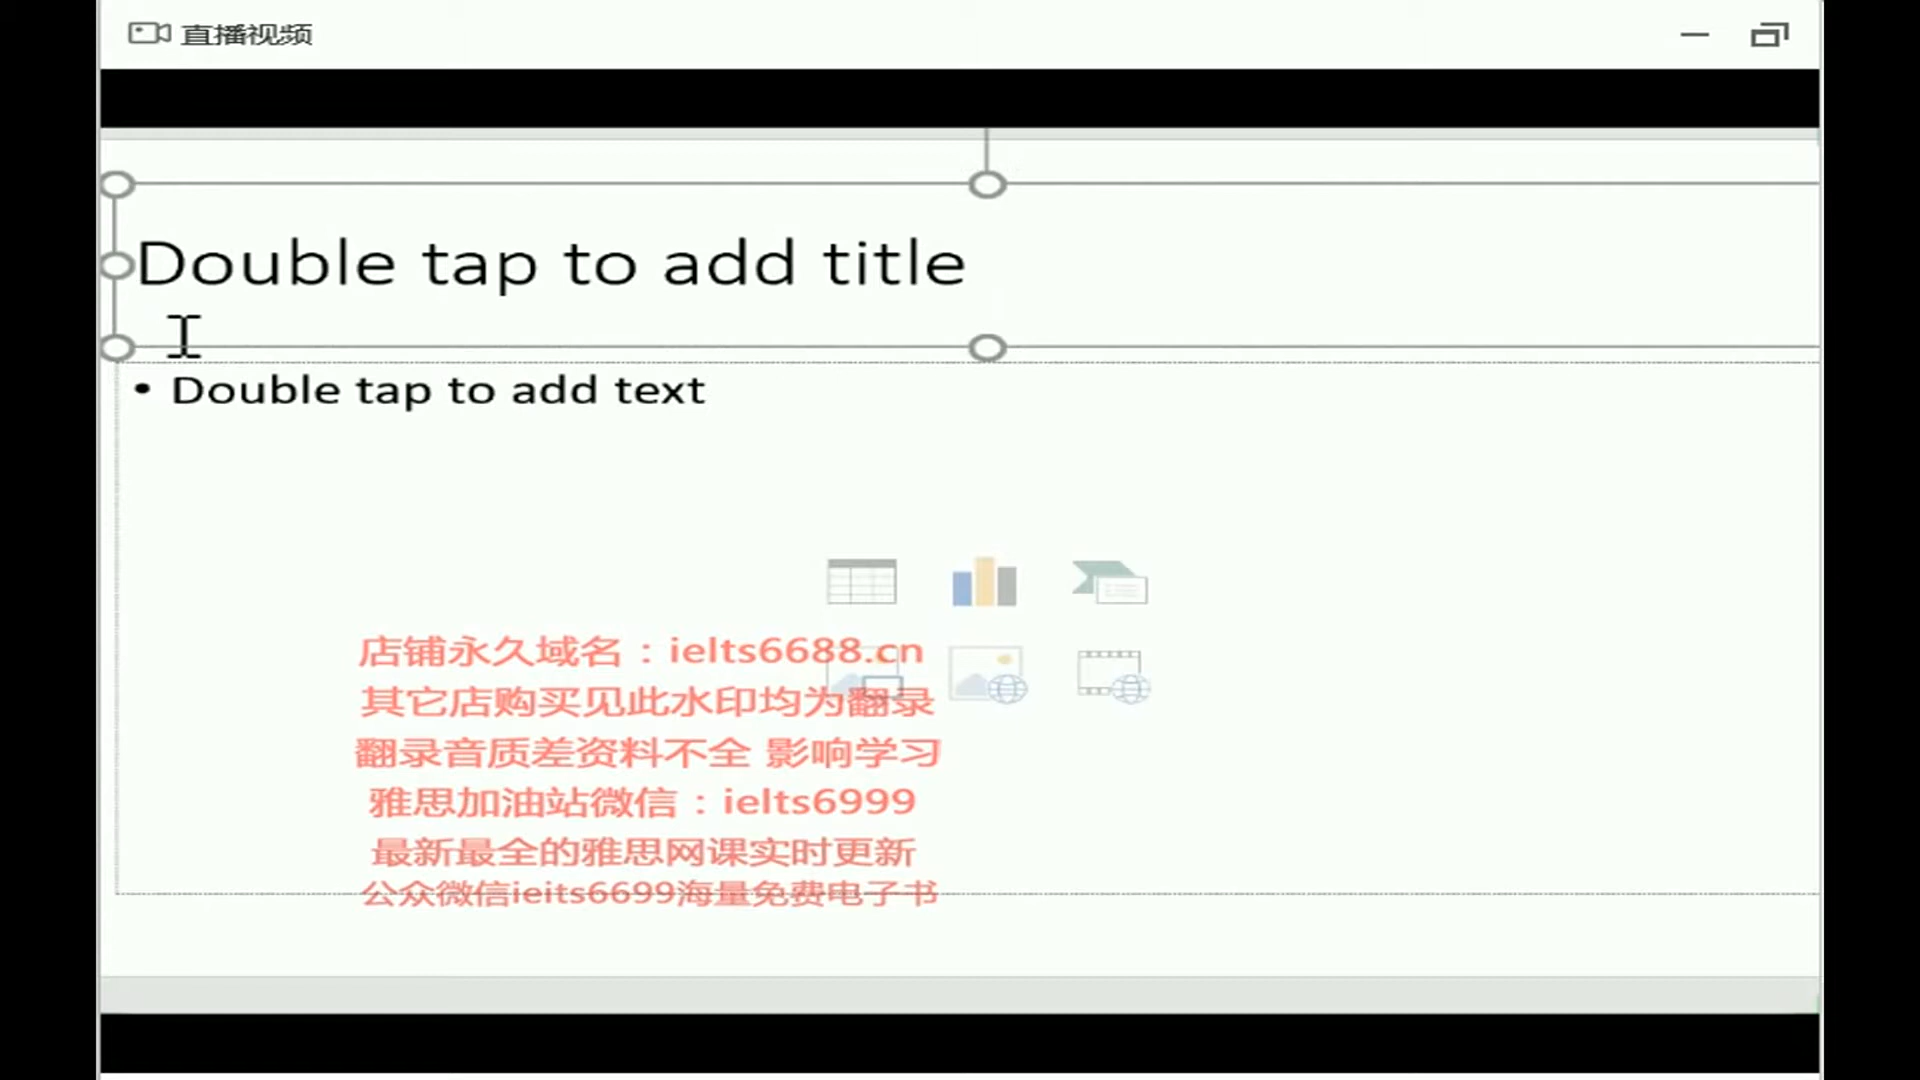 直播视频
Double tap to add title
• Double tap to add text
店铺永久域名：ielts6688.cn
其它店购买见此水印均为翻录
翻录音质差资料不全 影响学习
雅思加油站微信：ielts6999
最新最全的雅思网课实时更新
公众微信ieits6699海量免费电子书